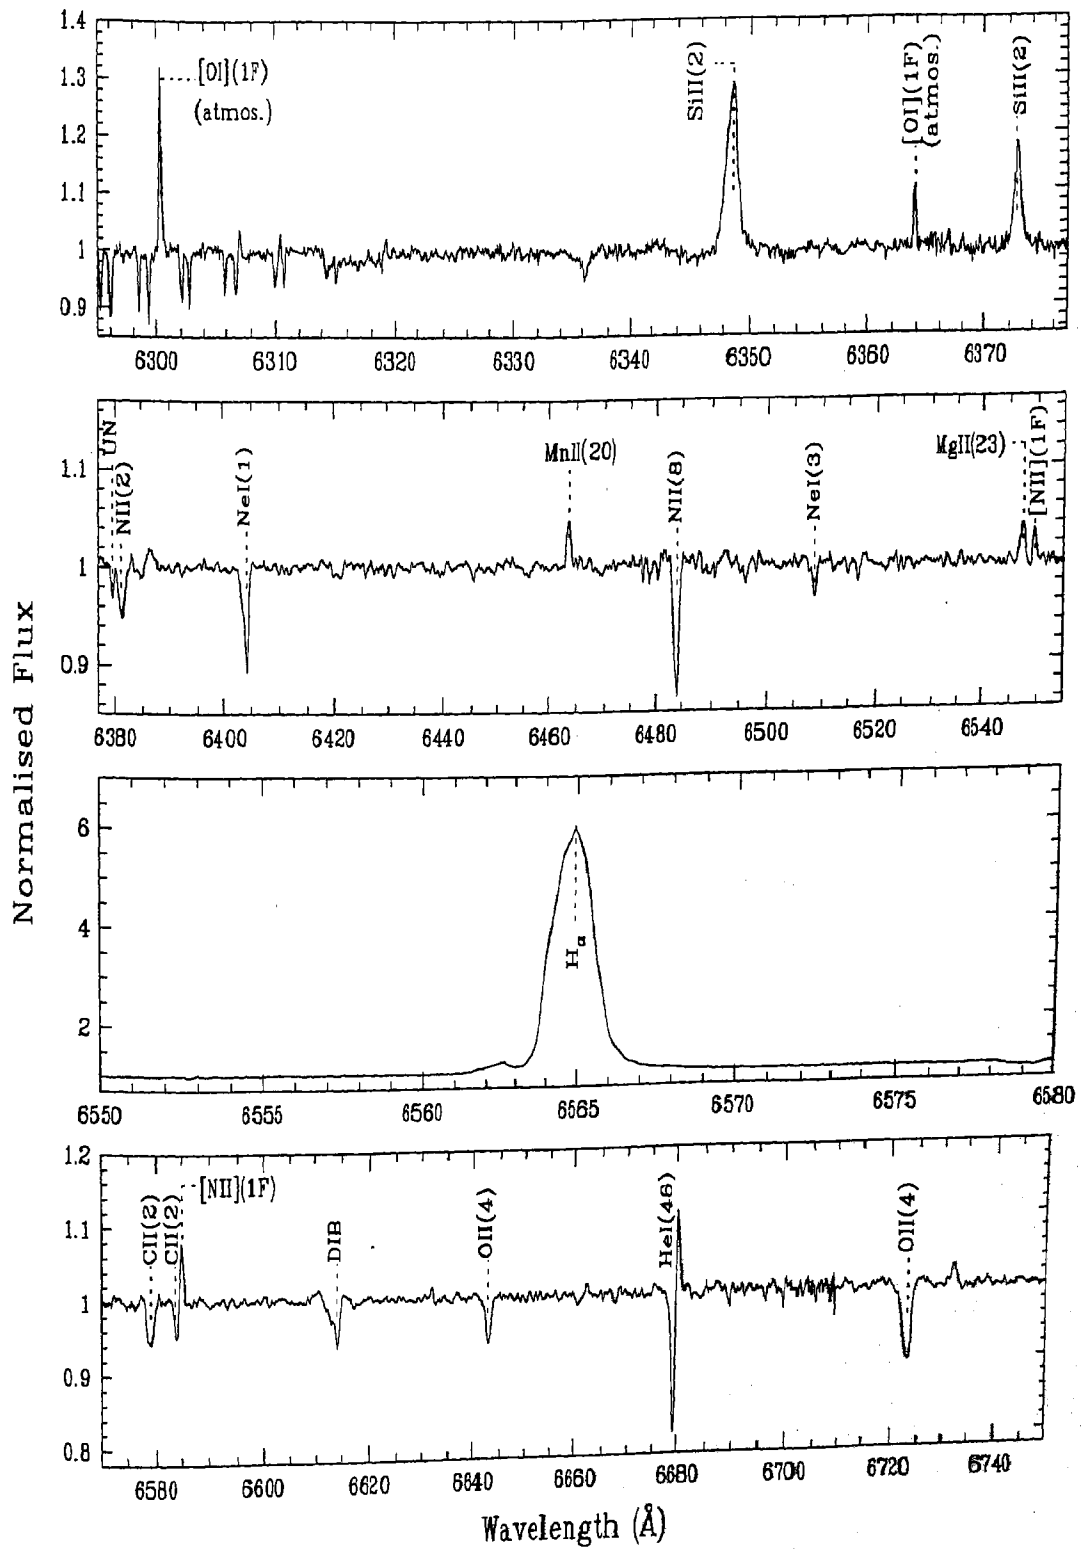 Normalised Flux
1.4
1.3
1.2
1.1
1
0.9
[OI](1F)
(atmos.)
SiII(2)
[OI](1F)
(atmos.)
SiII(2)
6300 6310 6320 6330 6340 6350 6360 6370
1.1
1
0.9
UN
NII(2)
NeI(1)
MnII(20)
NII(8)
NeI(3)
MgII(23)
[NII](1F)
6380 6400 6420 6440 6460 6480 6500 6520 6540
6
4
2
Hα
6550 6555 6560 6565 6570 6575 6580
1.2
1.1
1
0.9
0.8
CII(2)
CII(2)
[NII](1F)
DIB
OII(4)
HeI(46)
OII(4)
6580 6600 6620 6640 6660 6680 6700 6720 6740
Wavelength (Å)